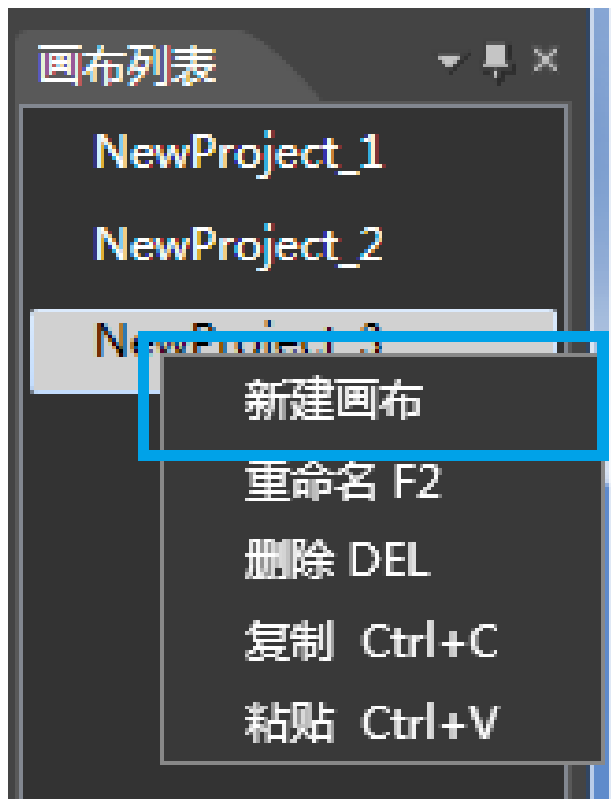 画布列表
NewProject_1
NewProject_2
NewProject_3
新建画布
重命名 F2
删除 DEL
复制 Ctrl+C
粘贴 Ctrl+V